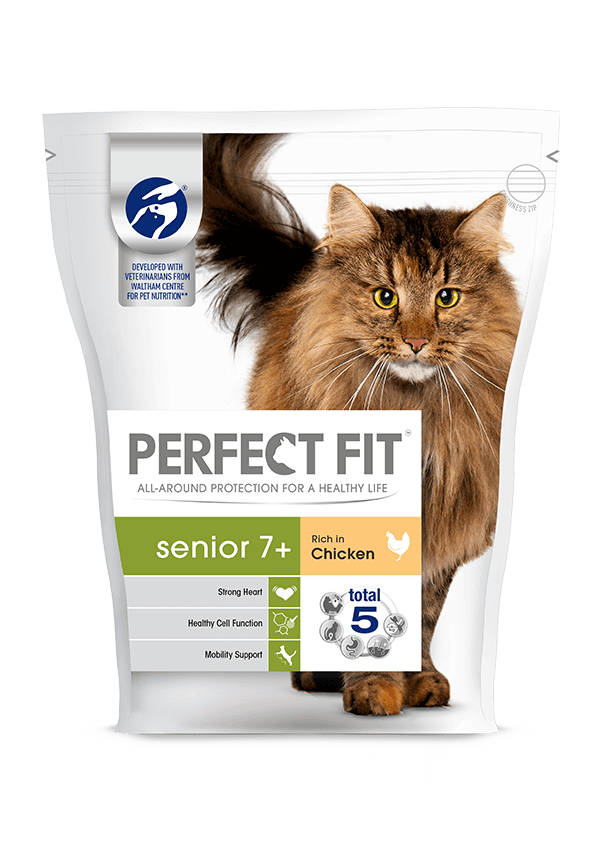 ®
DEVELOPED WITH
VETERINARIANS FROM
WALTHAM CENTRE
FOR PET NUTRITION**
PERFECT FIT™
ALL-AROUND PROTECTION FOR A HEALTHY LIFE
senior 7+
Rich in
Chicken
Strong Heart
Healthy Cell Function
Mobility Support
total
5